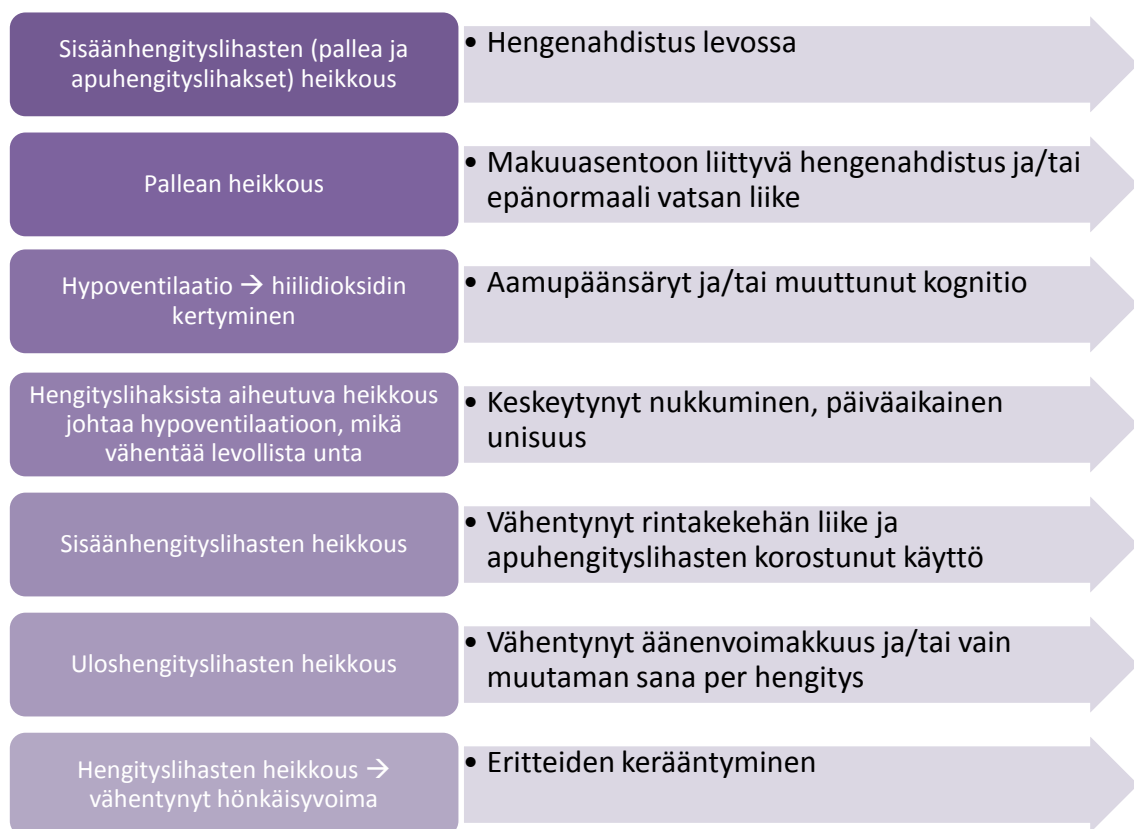 Sisäänhengityslihasten (pallea ja
apuhengityslihakset) heikkous
• Hengenahdistus levossa
Pallean heikkous
• Makuuasentoon liittyvä hengenahdistus ja/tai
epänormaali vatsan liike
Hypoventilaatio → hiilidioksidin
kertyminen
• Aamupäänsäryt ja/tai muuttunut kognitio
Hengityslihaksista aiheutuva heikkous
johtaa hypoventilaatioon, mikä
vähentää levollista unta
• Keskeytynyt nukkuminen, päiväaikainen
unisuus
Sisäänhengityslihasten heikkous
• Vähentynyt rintakekehän liike ja
apuhengityslihasten korostunut käyttö
Uloshengityslihasten heikkous
• Vähentynyt äänenvoimakkuus ja/tai vain
muutaman sana per hengitys
Hengityslihasten heikkous →
vähentynyt hönkäisyvoima
• Eritteiden kerääntyminen